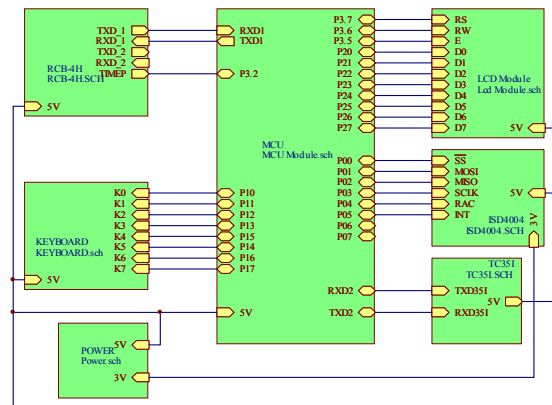 TXD_1
RXD_1
TXD_2
RXD_2
TIMEP
RCB-4H
RCB-4H.SCH
5V
K0
K1
K2
K3
K4
K5
K6
K7
KEYBOARD
KEYBOARD.sch
5V
5V
POWER
Power.sch
3V
RXD1
TXD1
P3.2
MCU
MCU Module.sch
P10
P11
P12
P13
P15
P14
P16
P17
5V
P3.7
P3.6
P3.5
P20
P21
P22
P23
P24
P25
P26
P27
P00
P01
P02
P03
P04
P05
P06
P07
RXD2
TXD2
RS
RW
E
D0
D1
D2
D3
D4
D5
D6
D7
LCD Module
Lcd Module.sch
5V
SS
MOSI
MISO
SCLK
RAC
INT
5V
3V
ISD4004
ISD4004.SCH
TC35I
TC35I.SCH
5V
TXD35I
RXD35I